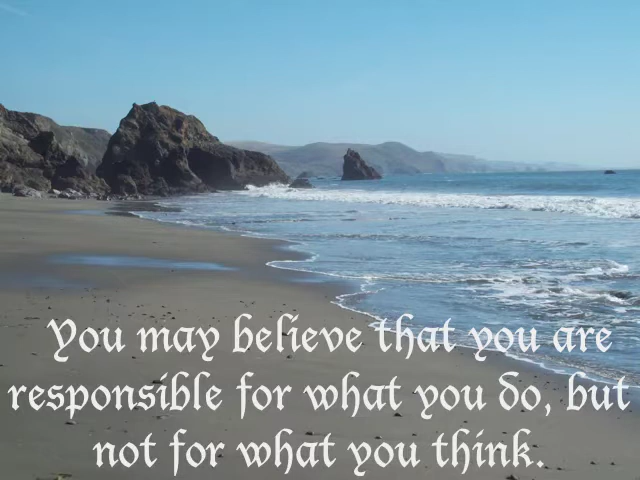 You may believe that you are
responsible for what you do, but
not for what you think.